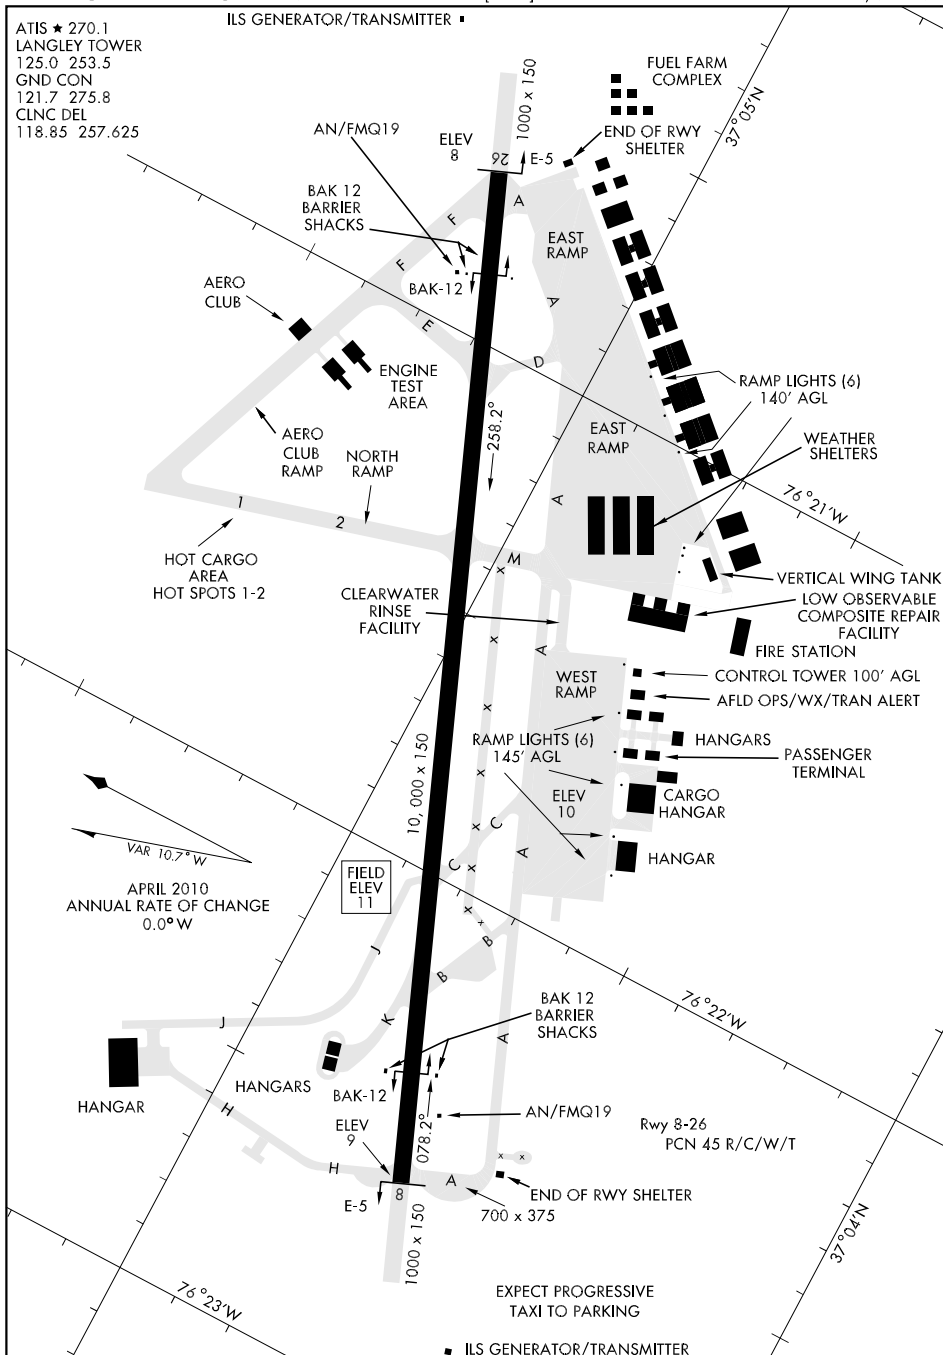 ILS GENERATOR/TRANSMITTER
ATIS ★ 270.1
LANGLEY TOWER
125.0 253.5
GND CON
121.7 275.8
CLNC DEL
118.85 257.625
FUEL FARM
COMPLEX
1000 x 150
37°05'N
AN/FMQ19
ELEV
8
26
E-5
END OF RWY
SHELTER
BAK 12
BARRIER
SHACKS
A
F
F
EAST
RAMP
BAK-12
A
AERO
CLUB
E
D
ENGINE
TEST
AREA
RAMP LIGHTS (6)
140' AGL
258.2°
AERO
CLUB
RAMP
NORTH
RAMP
EAST
RAMP
WEATHER
SHELTERS
76°21'W
A
1
2
HOT CARGO
AREA
HOT SPOTS 1-2
M
x
VERTICAL WING TANK
CLEARWATER
RINSE
FACILITY
LOW OBSERVABLE
COMPOSITE REPAIR
FACILITY
x
A
FIRE STATION
WEST
RAMP
CONTROL TOWER 100' AGL
AFLD OPS/WX/TRAN ALERT
x
RAMP LIGHTS (6)
145' AGL
HANGARS
PASSENGER
TERMINAL
10,000 x 150
x
ELEV
10
CARGO
HANGAR
x
C
VAR 10.7° W
A
C
x
HANGAR
APRIL 2010
ANNUAL RATE OF CHANGE
0.0° W
FIELD
ELEV
11
x
x
J
B
B
K
J
A
76°22'W
BAK 12
BARRIER
SHACKS
HANGAR
HANGARS
BAK-12
H
AN/FMQ19
ELEV
9
078.2°
Rwy 8-26
PCN 45 R/C/W/T
x
x
H
A
E-5
8
END OF RWY SHELTER
700 x 375
1000 x 150
37°04'N
76°23'W
EXPECT PROGRESSIVE
TAXI TO PARKING
ILS GENERATOR/TRANSMITTER